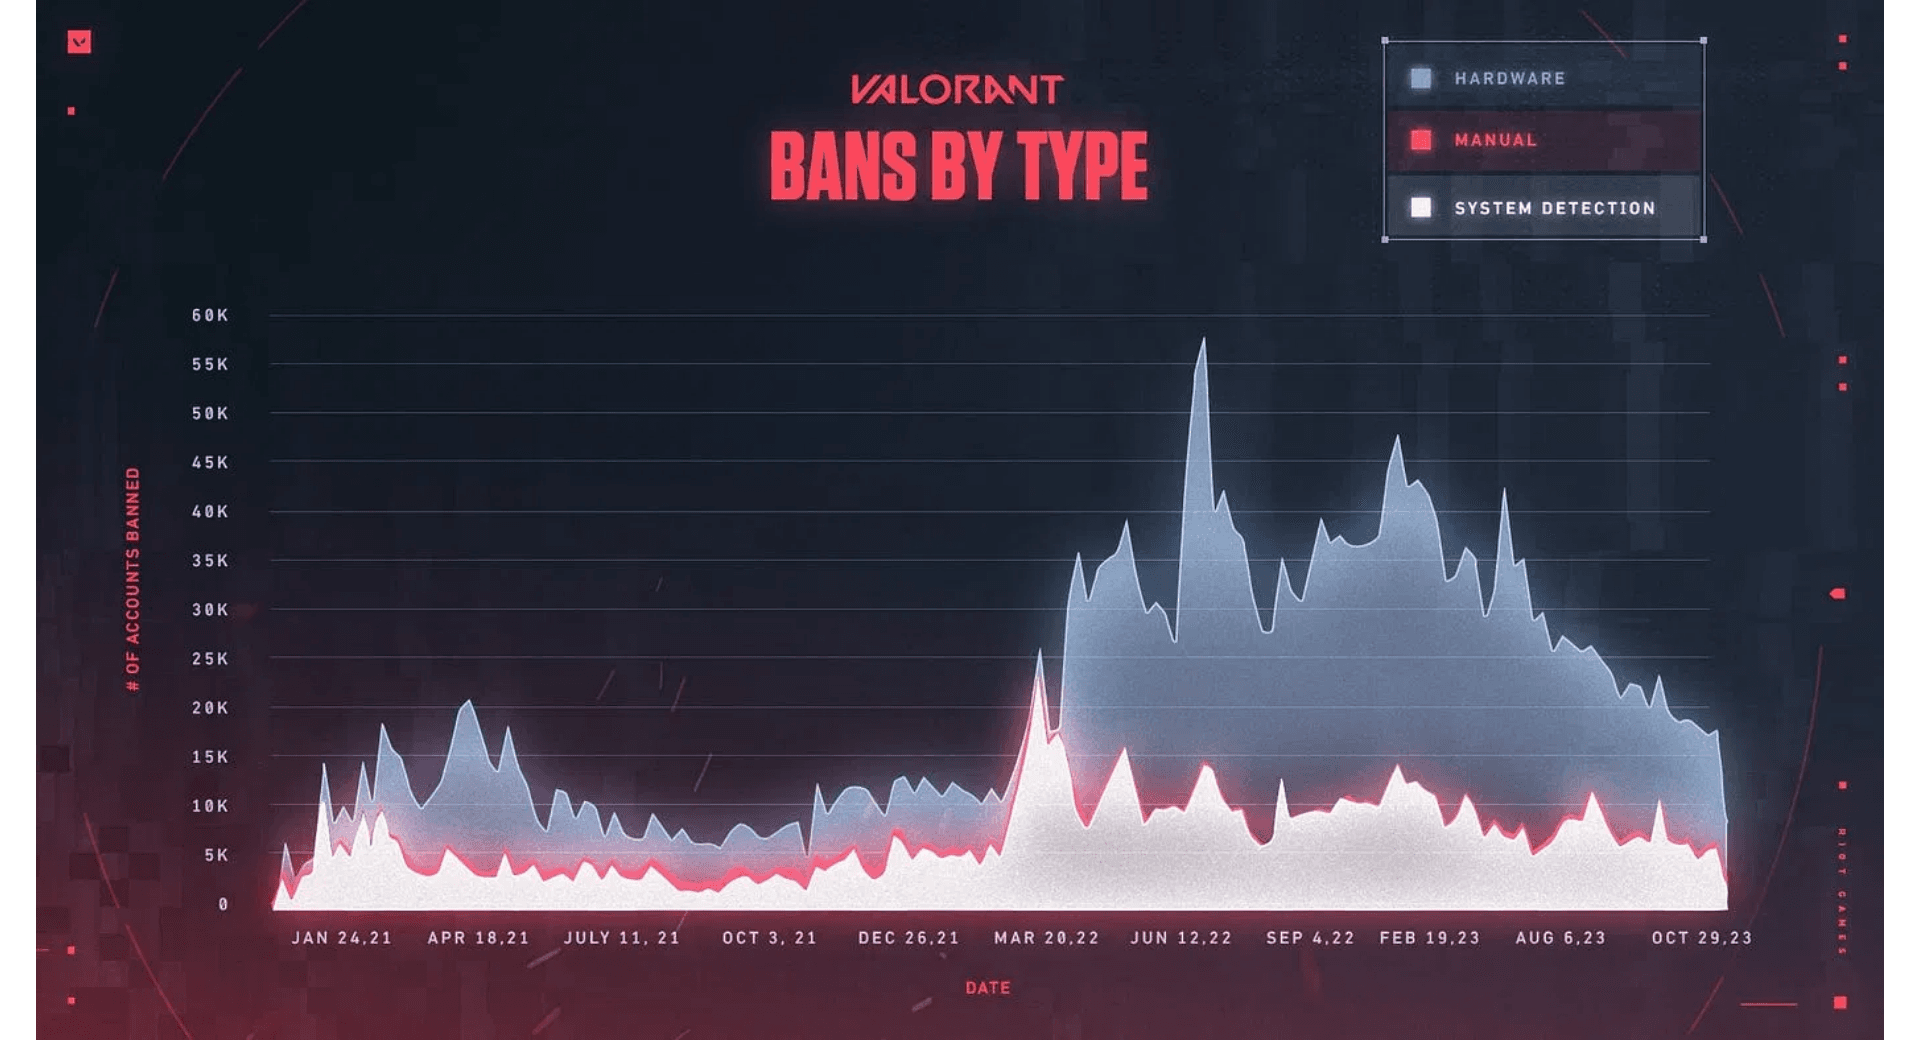 VALORANT
BANS BY TYPE
HARDWARE
MANUAL
SYSTEM DETECTION
# OF ACCOUNTS BANNED
60K
55K
50K
45K
40K
35K
30K
25K
20K
15K
10K
5K
0
JAN 24,21
APR 18,21
JULY 11, 21
OCT 3, 21
DEC 26,21
MAR 20,22
JUN 12,22
SEP 4,22
FEB 19,23
AUG 6,23
OCT 29,23
DATE
RIOT GAMES